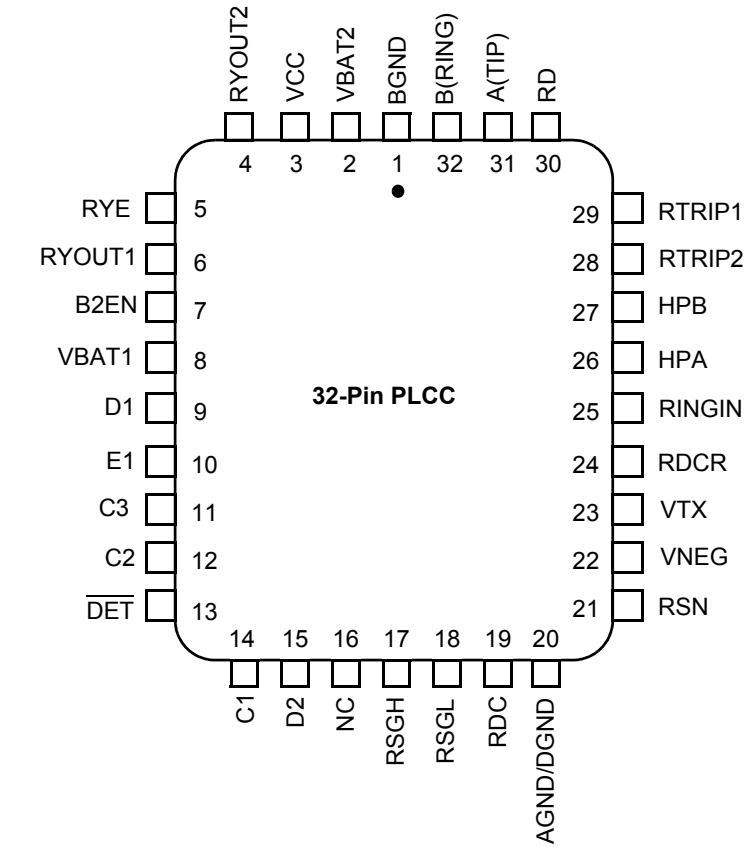 RYOUT2
VCC
VBAT2
BGND
B(RING)
A(TIP)
RD
4 3 2 1 32 31 30
RYE 5
RYOUT1 6
B2EN 7
VBAT1 8
D1 9
E1 10
C3 11
C2 12
DET 13
32-Pin PLCC
29 RTRIP1
28 RTRIP2
27 HPB
26 HPA
25 RINGIN
24 RDCR
23 VTX
22 VNEG
21 RSN
14 15 16 17 18 19 20
C1
D2
NC
RSGH
RSGL
RDC
AGND/DGND